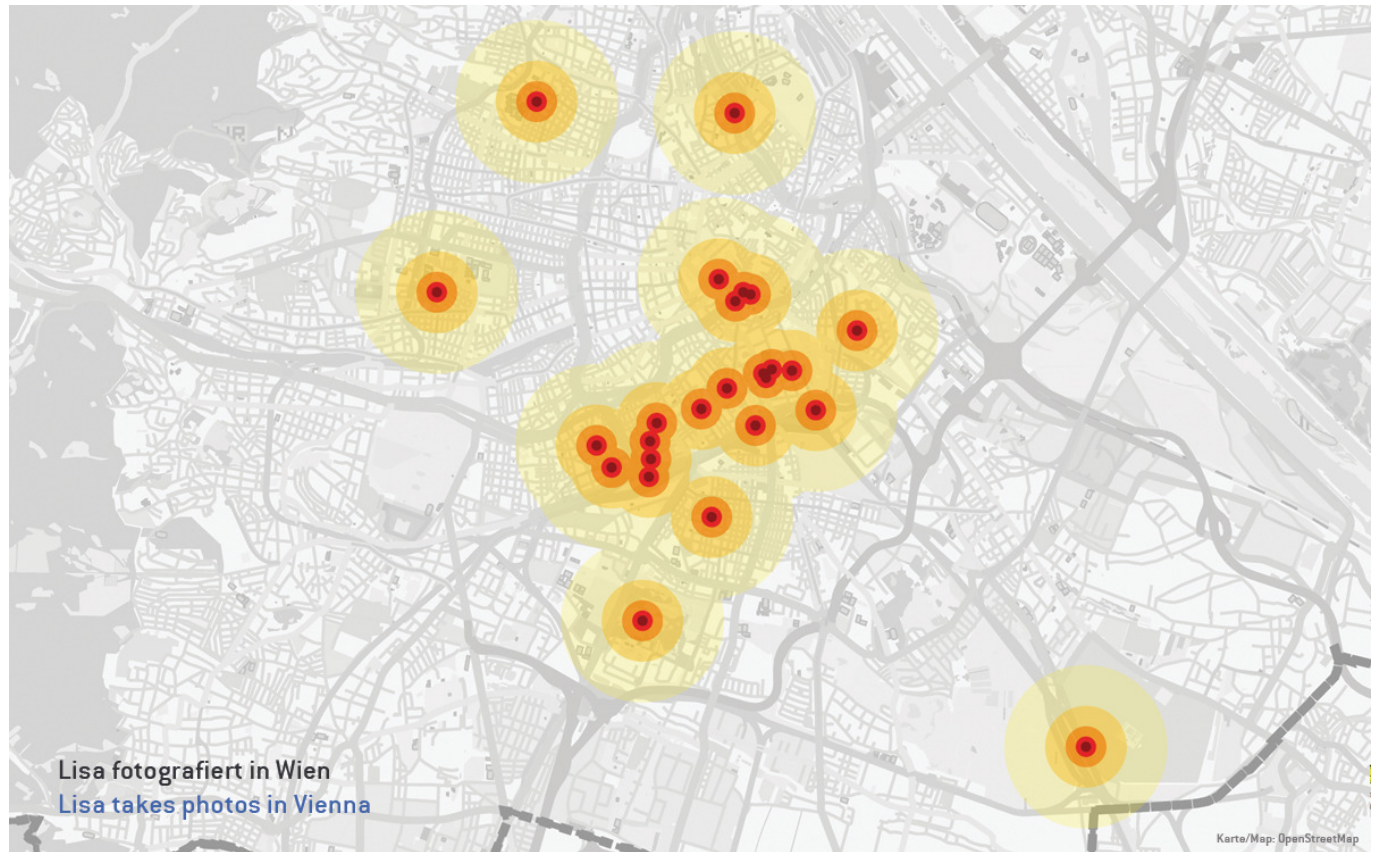 Lisa fotografiert in Wien
Lisa takes photos in Vienna
Karte/Map: OpenStreetMap